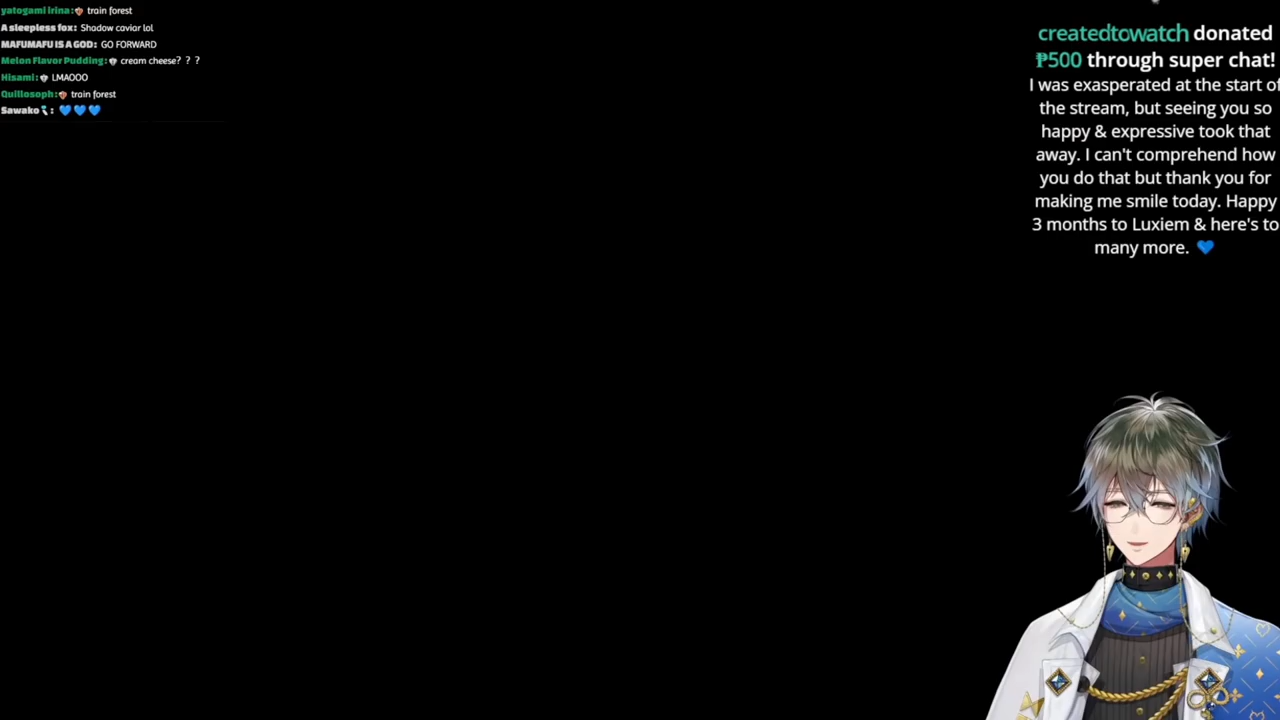 yatogami irina: train forest
A sleepless fox: Shadow caviar lol
MAFUMAFU IS A GOD: GO FORWARD
Melon Flavor Pudding: cream cheese? ? ?
Hisami: LMAOOO
Quillosoph: train forest
Sawako: 💙 💙 💙
createdtowatch donated
₱500 through super chat!
I was exasperated at the start of
the stream, but seeing you so
happy & expressive took that
away. I can't comprehend how
you do that but thank you for
making me smile today. Happy
3 months to Luxiem & here's to
many more. 💙